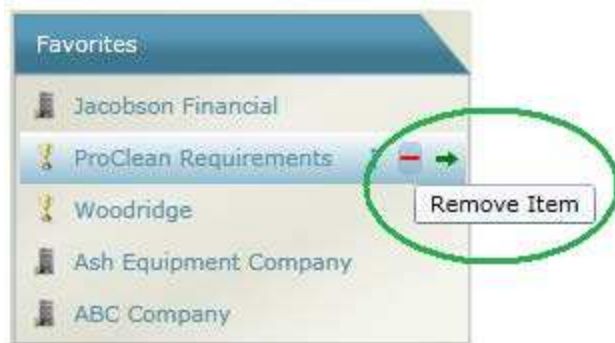 Favorites
Jacobson Financial
ProClean Requirements
Remove Item
Woodridge
Ash Equipment Company
ABC Company